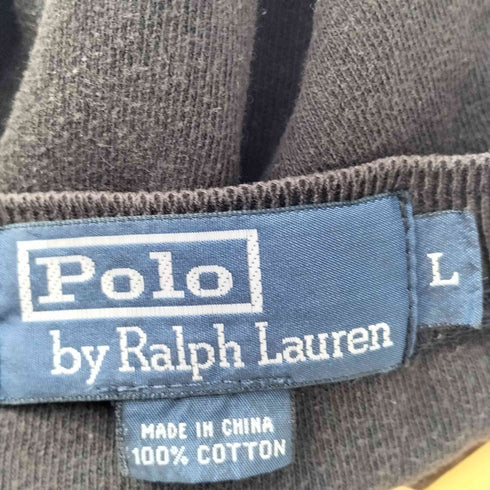 Polo
by Ralph Lauren
L
MADE IN CHINA
100% COTTON